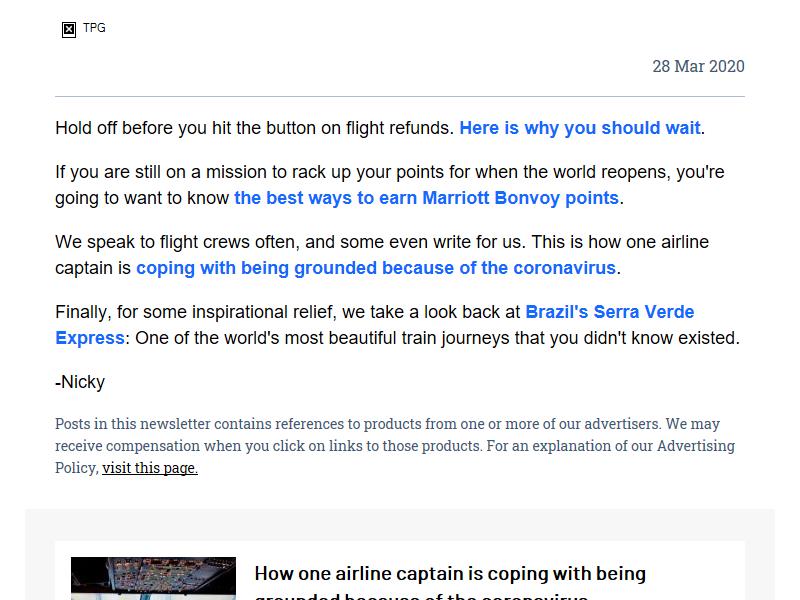 TPG
28 Mar 2020
Hold off before you hit the button on flight refunds. Here is why you should wait.
If you are still on a mission to rack up your points for when the world reopens, you're
going to want to know the best ways to earn Marriott Bonvoy points.
We speak to flight crews often, and some even write for us. This is how one airline
captain is coping with being grounded because of the coronavirus.
Finally, for some inspirational relief, we take a look back at Brazil's Serra Verde
Express: One of the world's most beautiful train journeys that you didn't know existed.
-Nicky
Posts in this newsletter contains references to products from one or more of our advertisers. We may
receive compensation when you click on links to those products. For an explanation of our Advertising
Policy, visit this page.
How one airline captain is coping with being
grounded because of the coronavirus